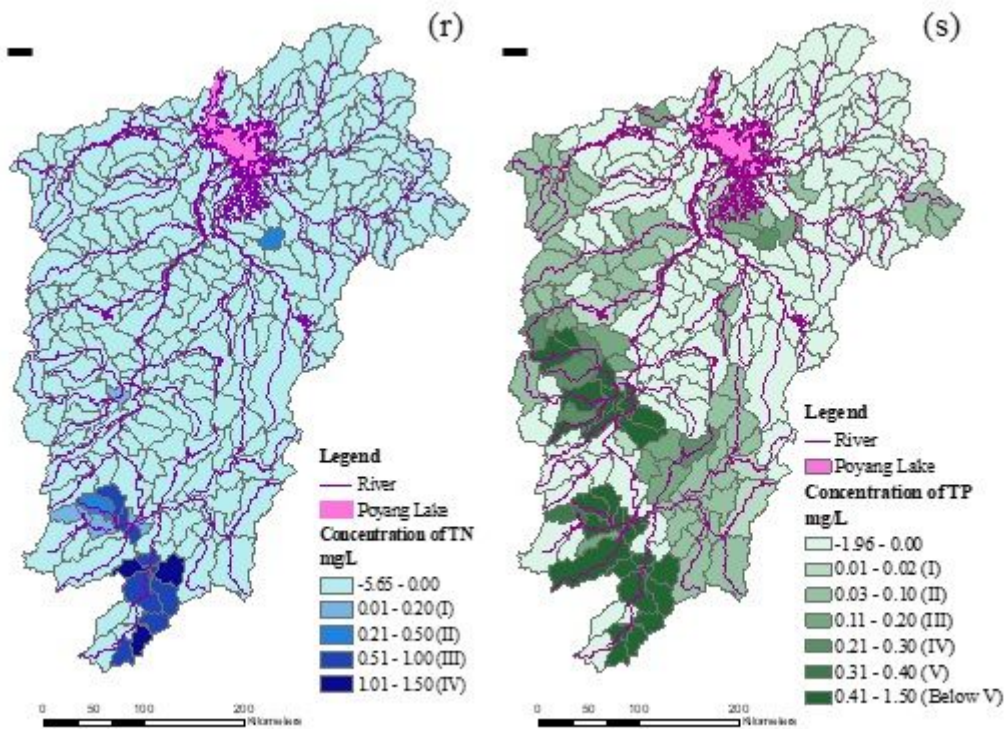 (r)
Legend
River
Poyang Lake
Concentration of TN
mg/L
-5.65 - 0.00
0.01 - 0.20 (I)
0.21 - 0.50 (II)
0.51 - 1.00 (III)
1.01 - 1.50 (IV)
0 50 100 200
Kilometers
(s)
Legend
River
Poyang Lake
Concentration of TP
mg/L
-1.96 - 0.00
0.01 - 0.02 (I)
0.03 - 0.10 (II)
0.11 - 0.20 (III)
0.21 - 0.30 (IV)
0.31 - 0.40 (V)
0.41 - 1.50 (Below V)
0 50 100 200
Kilometers